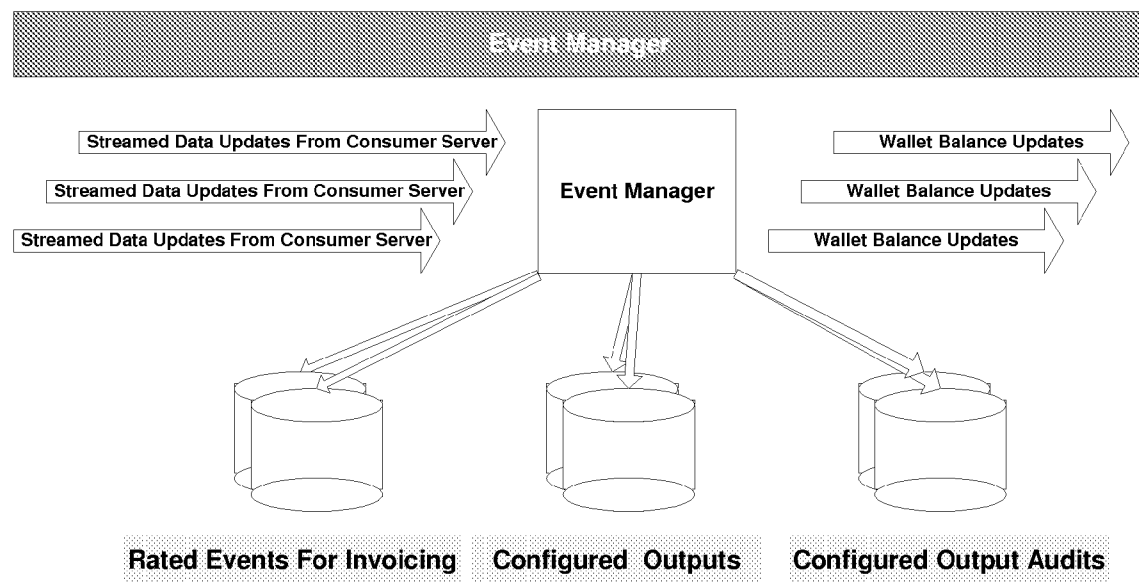 Event Manager
Streamed Data Updates From Consumer Server
Streamed Data Updates From Consumer Server
Streamed Data Updates From Consumer Server
Event Manager
Wallet Balance Updates
Wallet Balance Updates
Wallet Balance Updates
Rated Events For Invoicing
Configured Outputs
Configured Output Audits